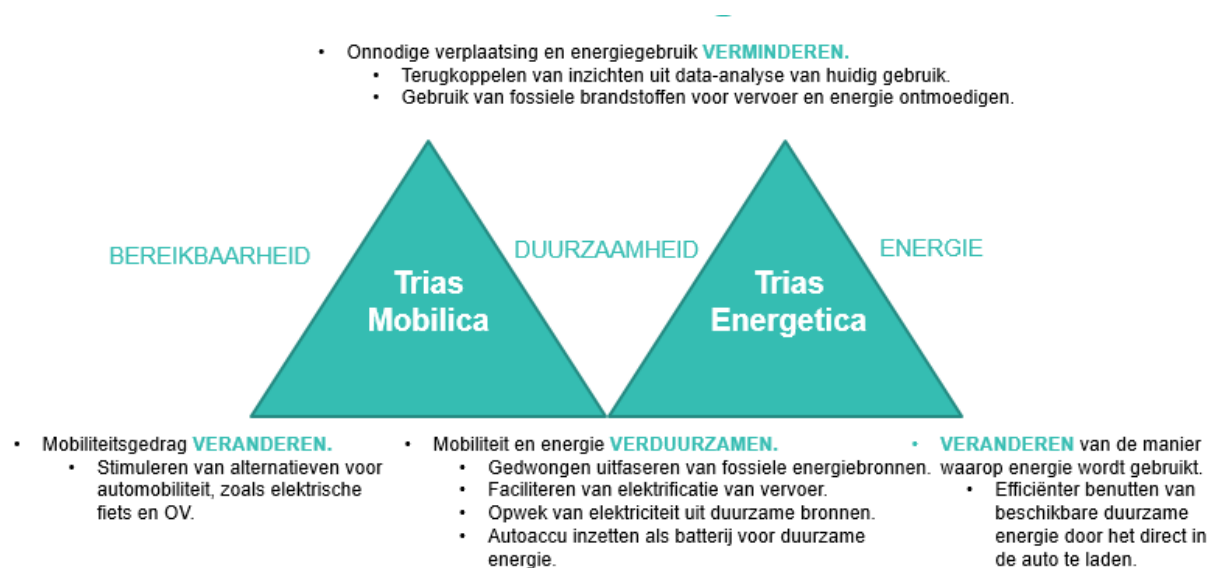 • Onnodige verplaatsing en energiegebruik VERMINDEREN.
• Terugkoppelen van inzichten uit data-analyse van huidig gebruik.
• Gebruik van fossiele brandstoffen voor vervoer en energie ontmoedigen.
BEREIKBAARHEID
DUURZAAMHEID
ENERGIE
Trias
Mobilica
Trias
Energetica
• Mobiliteitsgedrag VERANDEREN.
• Stimuleren van alternatieven voor
automobiliteit, zoals elektrische
fiets en OV.
• Mobiliteit en energie VERDUURZAMEN.
• Gedwongen uitfaseren van fossiele energiebronnen.
• Faciliteren van elektrificatie van vervoer.
• Opwek van elektriciteit uit duurzame bronnen.
• Autoaccu inzetten als batterij voor duurzame
energie.
• VERANDEREN van de manier
waarop energie wordt gebruikt.
• Efficiënter benutten van
beschikbare duurzame
energie door het direct in
de auto te laden.